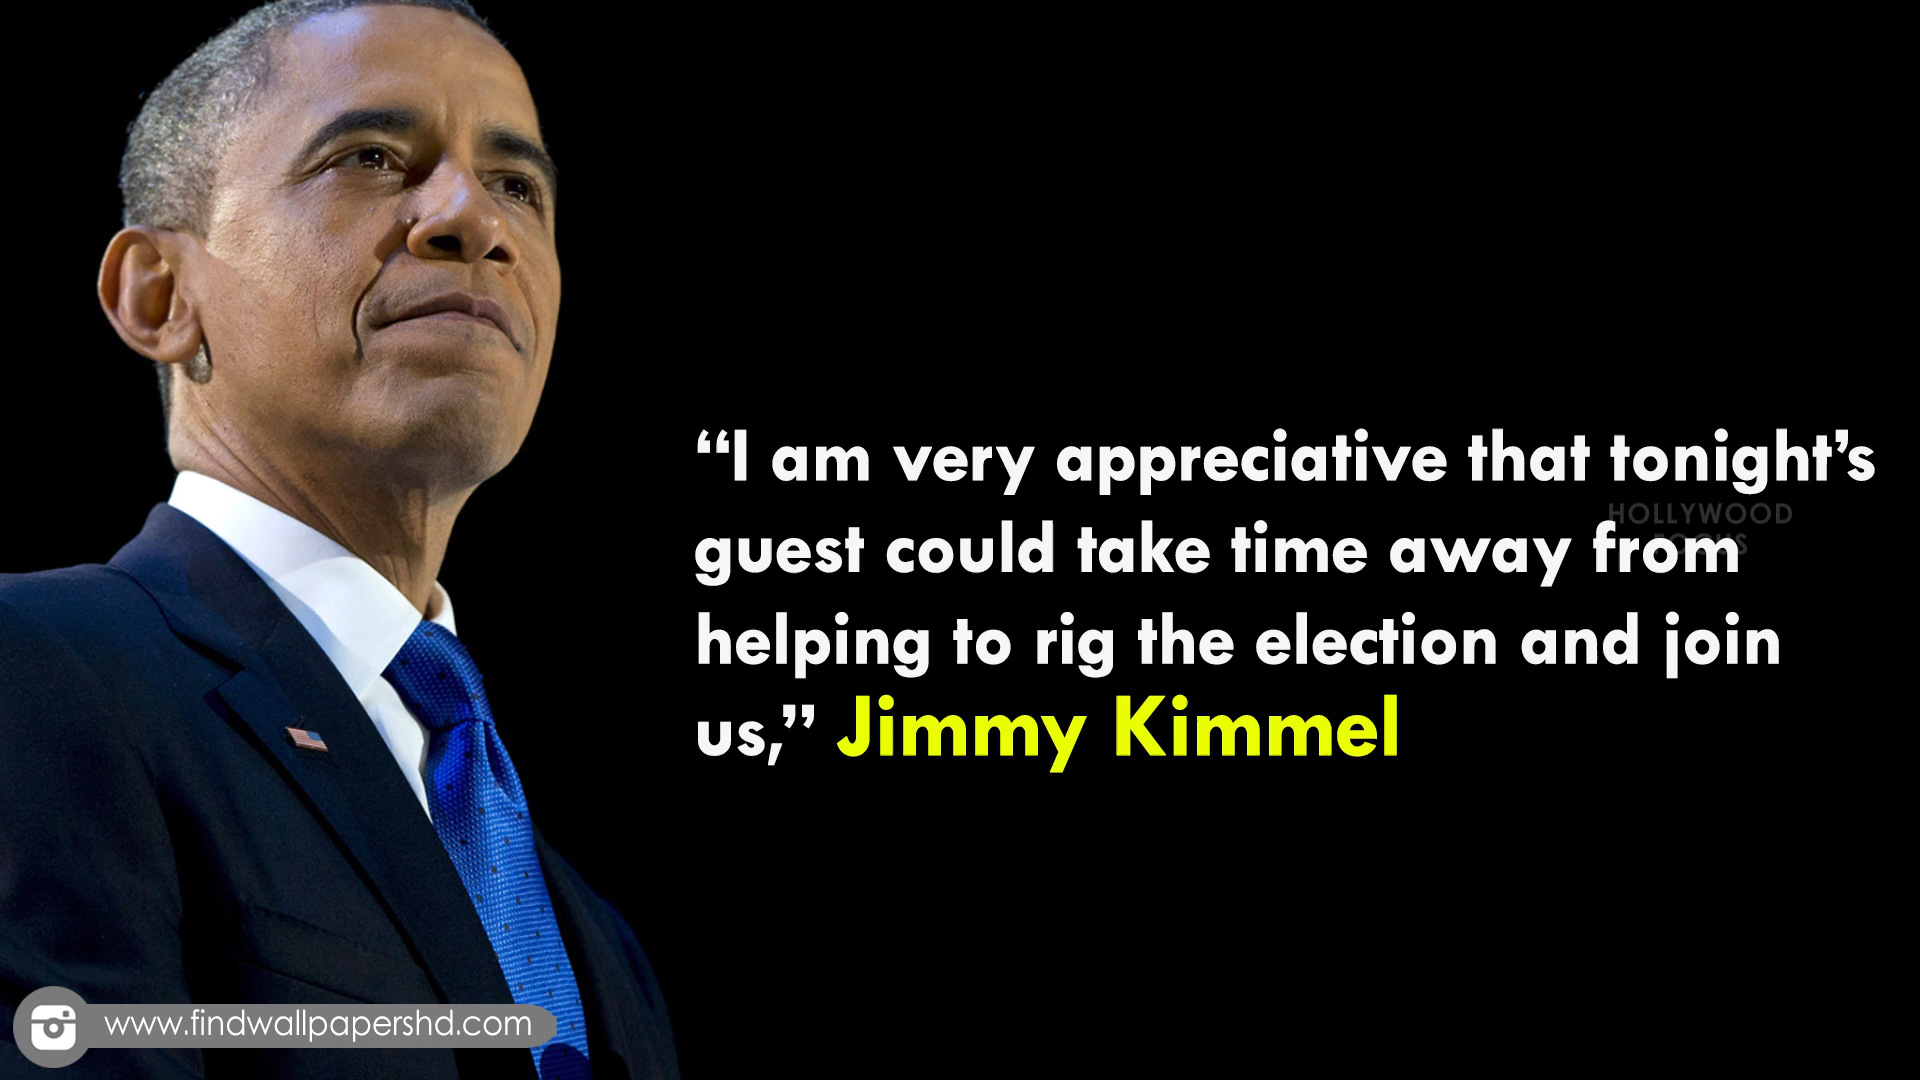 “I am very appreciative that tonight’s
HOLLYWOOD
FOCUS
guest could take time away from
helping to rig the election and join
us,” Jimmy Kimmel
www.findwallpapershd.com